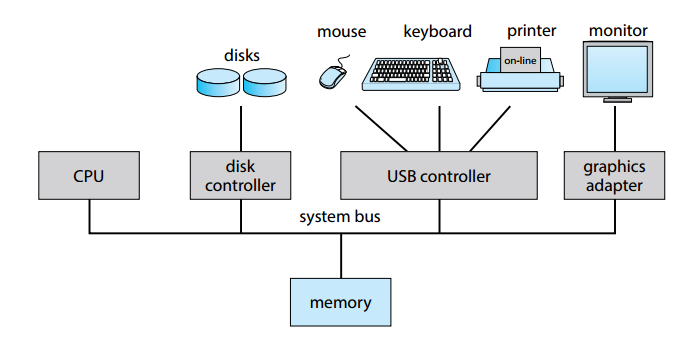 mouse
keyboard
printer
monitor
disks
on-line
CPU
disk
controller
USB controller
graphics
adapter
system bus
memory